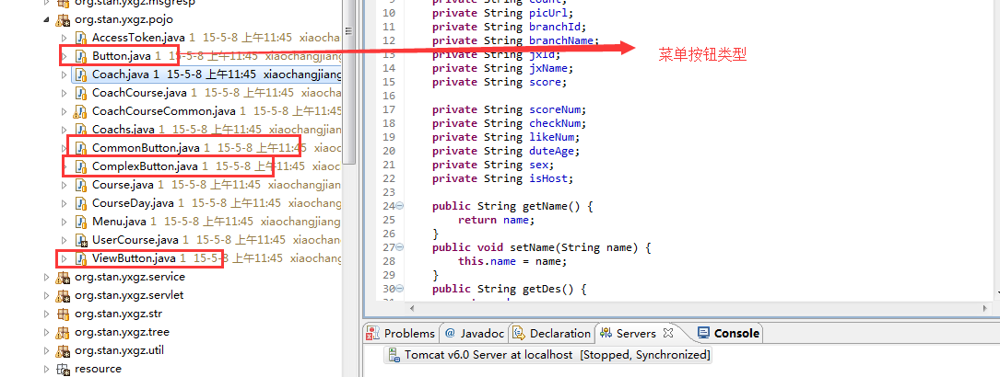 org.stan.yxgz.msgresp
org.stan.yxgz.pojo
AccessToken.java 1 15-5-8 上午11:45 xiaochangjiang
Button.java 1 15-5-8 上午11:45 xiaochangjiang
Coach.java 1 15-5-8 上午11:45 xiaochangjiang
CoachCourse.java 1 15-5-8 上午11:45 xiaochangjiang
CoachCourseCommon.java 1 15-5-8 上午11:45
Coachs.java 1 15-5-8 上午11:45 xiaochangjiang
CommonButton.java 1 15-5-8 上午11:45 xiaochangjiang
ComplexButton.java 1 15-5-8 上午11:45 xiaochangjiang
Course.java 1 15-5-8 上午11:45 xiaochangjiang
CourseDay.java 1 15-5-8 上午11:45 xiaochangjiang
Menu.java 1 15-5-8 上午11:45 xiaochangjiang
UserCourse.java 1 15-5-8 上午11:45 xiaochangjiang
ViewButton.java 1 15-5-8 上午11:45 xiaochangjiang
org.stan.yxgz.service
org.stan.yxgz.servlet
org.stan.yxgz.str
org.stan.yxgz.tree
org.stan.yxgz.util
resource
9 private String count;
10 private String picUrl;
11 private String branchId;
12 private String branchName;
13 private String jxId;
14 private String jxName;
15 private String score;
16
17 private String scoreNum;
18 private String checkNum;
19 private String likeNum;
20 private String duteAge;
21 private String sex;
22 private String isHost;
23
24 public String getName() {
25 return name;
26 }
27 public void setName(String name) {
28 this.name = name;
29 }
30 public String getDes() {
菜单按钮类型
Problems @ Javadoc Declaration Servers Console
Tomcat v6.0 Server at localhost [Stopped, Synchronized]